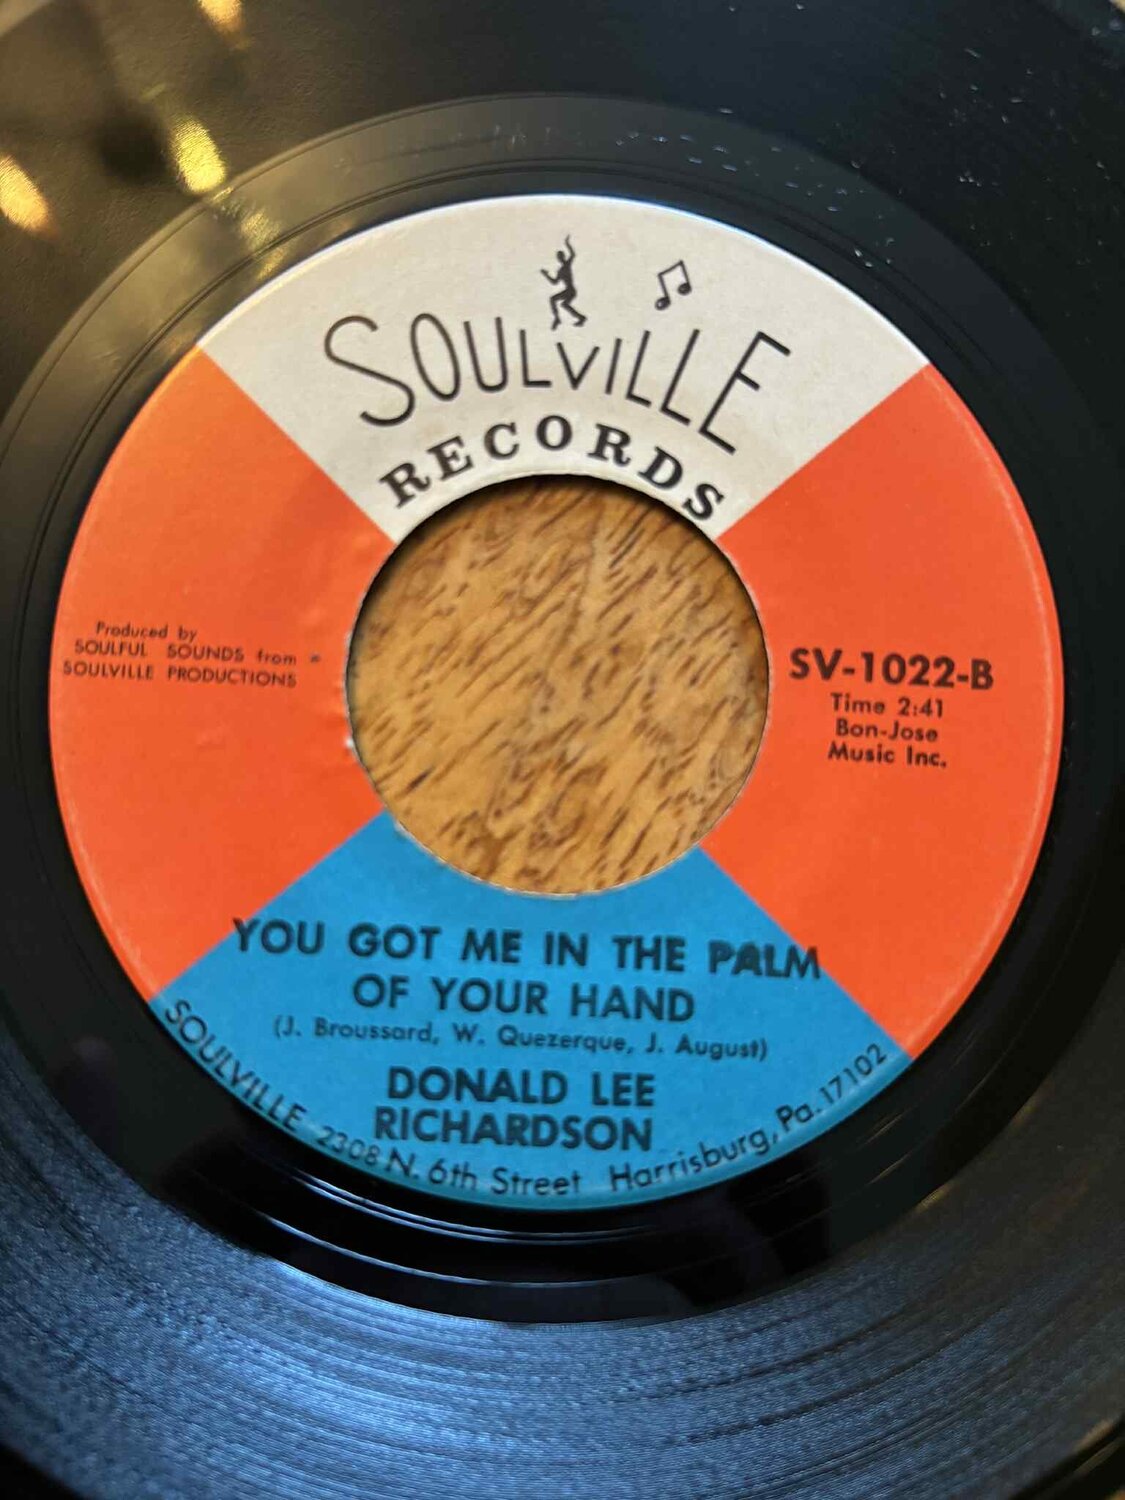 SOULVILLE
RECORDS
Produced by
SOULFUL SOUNDS from
SOULVILLE PRODUCTIONS
SV-1022-B
Time 2:41
Bon-Jose
Music Inc.
YOU GOT ME IN THE PALM
OF YOUR HAND
(J. Broussard, W. Quezerque, J. August)
DONALD LEE
RICHARDSON
SOULVILLE 2308 N. 6th Street Harrisburg, Pa. 17102